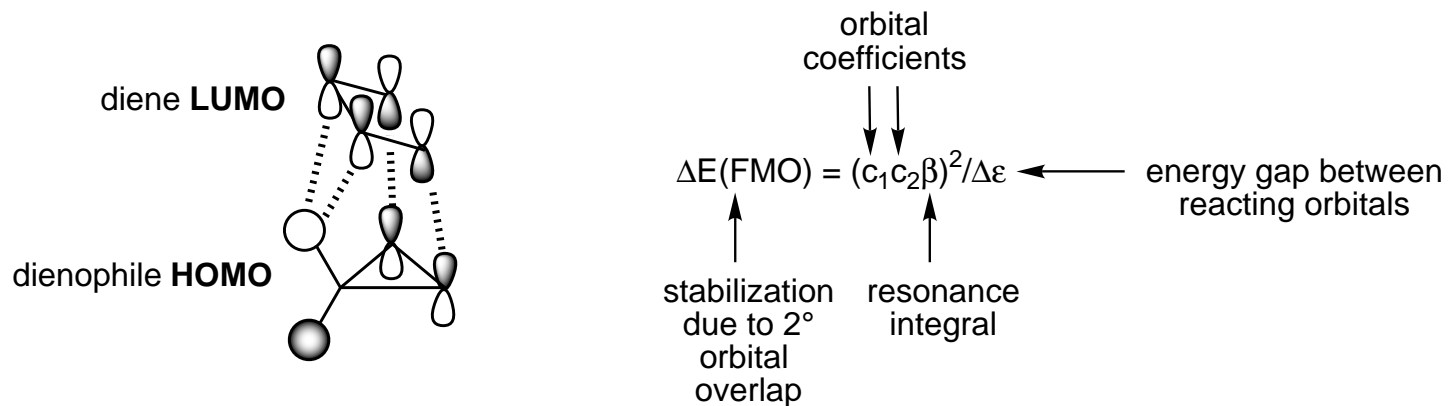 diene LUMO
dienophile HOMO
orbital
coefficients
ΔE(FMO) = (c₁c₂β)²/Δε
energy gap between
reacting orbitals
stabilization
due to 2°
orbital
overlap
resonance
integral